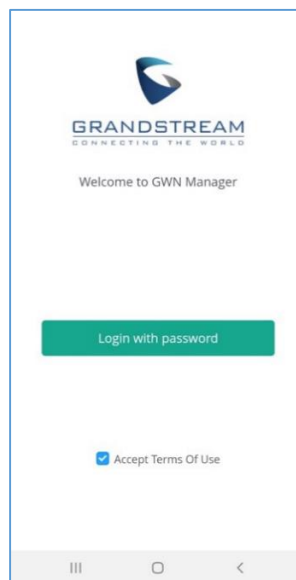 GRANDSTREAM
CONNECTING THE WORLD
Welcome to GWN Manager
Login with password
Accept Terms Of Use